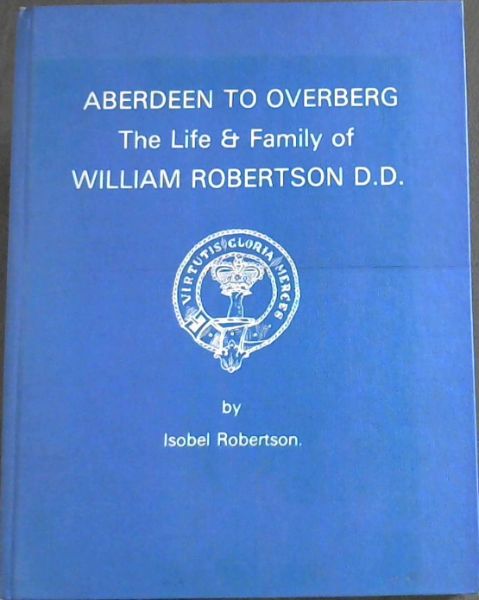 ABERDEEN TO OVERBERG
The Life & Family of
WILLIAM ROBERTSON D.D.
VIRTUTIS GLORIA MERCES
by
Isobel Robertson.